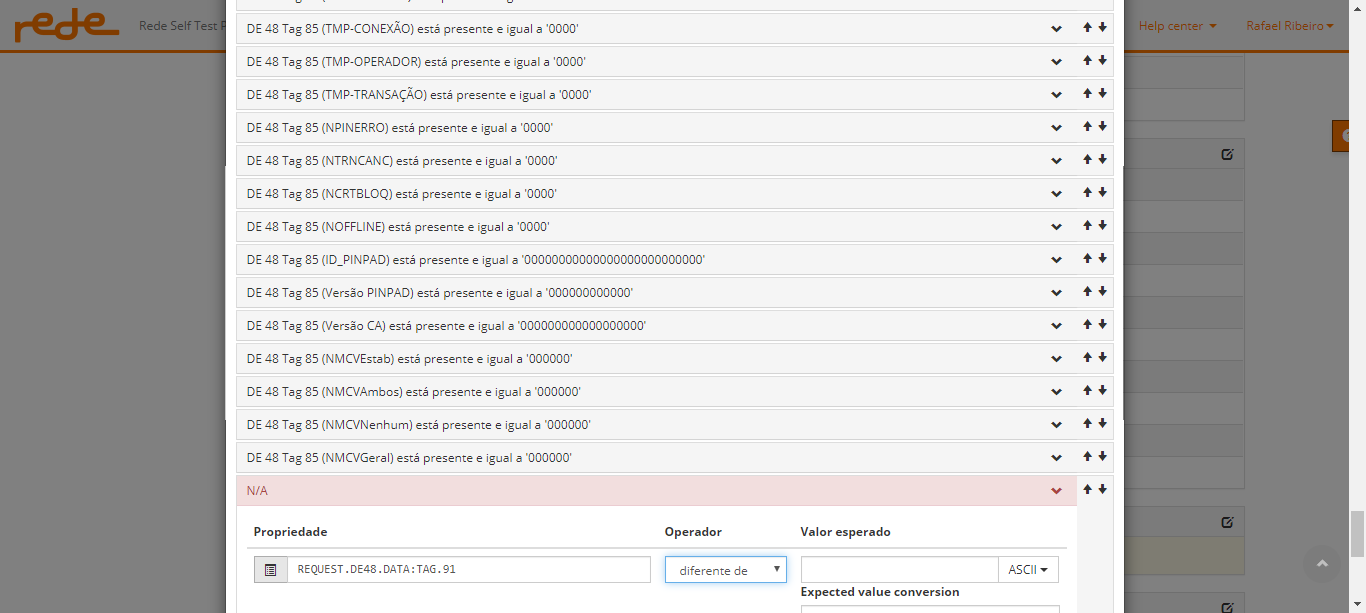 rede
Rede Self Test P
Help center
Rafael Ribeiro
DE 48 Tag 85 (TMP-CONEXÃO) está presente e igual a '0000'
DE 48 Tag 85 (TMP-OPERADOR) está presente e igual a '0000'
DE 48 Tag 85 (TMP-TRANSAÇÃO) está presente e igual a '0000'
DE 48 Tag 85 (NPINERRO) está presente e igual a '0000'
DE 48 Tag 85 (NTRNCANC) está presente e igual a '0000'
DE 48 Tag 85 (NCRTBLOQ) está presente e igual a '0000'
DE 48 Tag 85 (NOFFLINE) está presente e igual a '0000'
DE 48 Tag 85 (ID_PINPAD) está presente e igual a '00000000000000000000000000'
DE 48 Tag 85 (Versão PINPAD) está presente e igual a '000000000000'
DE 48 Tag 85 (Versão CA) está presente e igual a '000000000000000000'
DE 48 Tag 85 (NMCVEstab) está presente e igual a '000000'
DE 48 Tag 85 (NMCVAmbos) está presente e igual a '000000'
DE 48 Tag 85 (NMCVNenhum) está presente e igual a '000000'
DE 48 Tag 85 (NMCVGeral) está presente e igual a '000000'
N/A
Propriedade Operador Valor esperado
REQUEST.DE48.DATA:TAG.91 diferente de ASCII
Expected value conversion